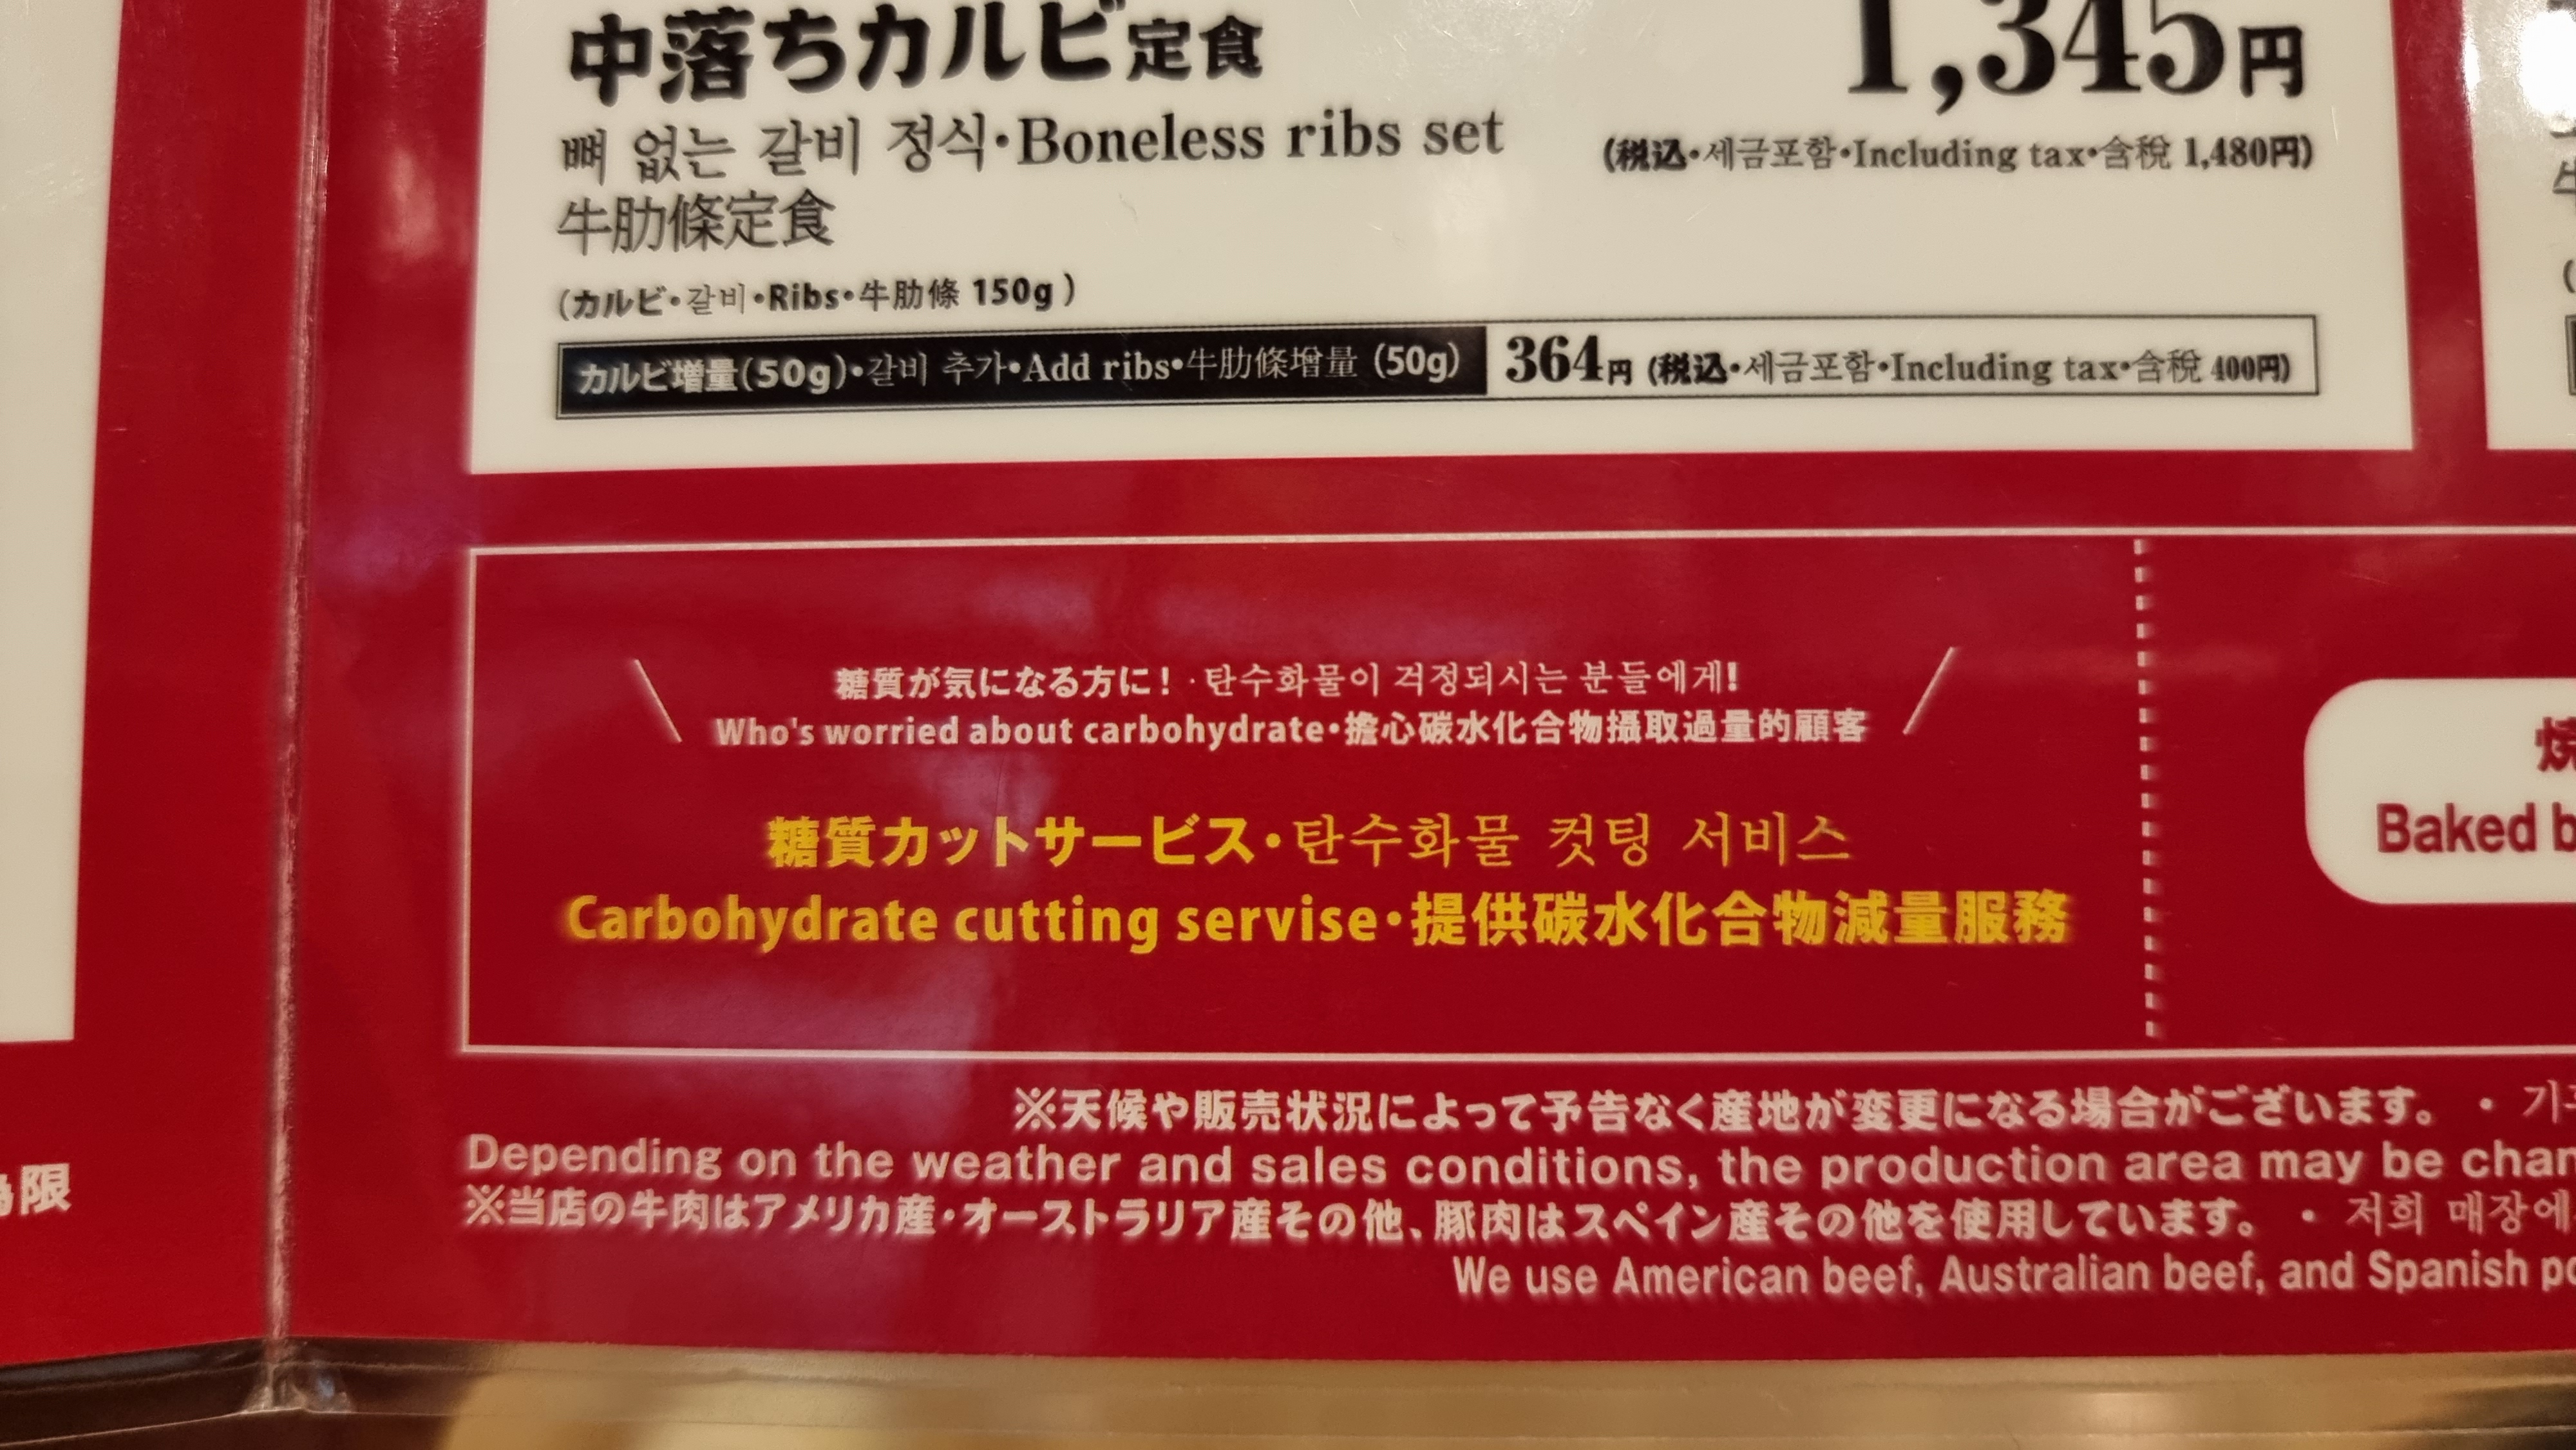 中落ちカルビ定食
1,345円
뼈 없는 갈비 정식・Boneless ribs set
(税込・세금포함・Including tax・含稅 1,480円)
牛肋條定食
(カルビ・갈비・Ribs・牛肋條 150g )
カルビ増量(50g)・갈비 추가・Add ribs・牛肋條增量 (50g)
364円 (税込・세금포함・Including tax・含稅 400円)
糖質が気になる方に！・탄수화물이 걱정되시는 분들에게!
Who's worried about carbohydrate・擔心碳水化合物攝取過量的顧客
糖質カットサービス・탄수화물 컷팅 서비스
Carbohydrate cutting servise・提供碳水化合物減量服務
Baked
※天候や販売状況によって予告なく産地が変更になる場合がございます。 ・
Depending on the weather and sales conditions, the production area may be
限
※当店の牛肉はアメリカ産・オーストラリア産その他、豚肉はスペイン産その他を使用しています。 ・ 저희 매장에
We use American beef, Australian beef, and Spanish